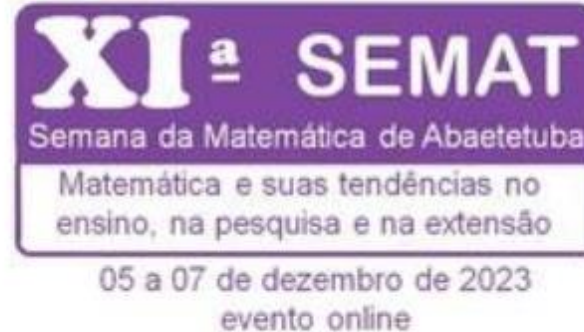 XIª SEMAT
Semana da Matemática de Abaetetuba
Matemática e suas tendências no
ensino, na pesquisa e na extensão
05 a 07 de dezembro de 2023
evento online